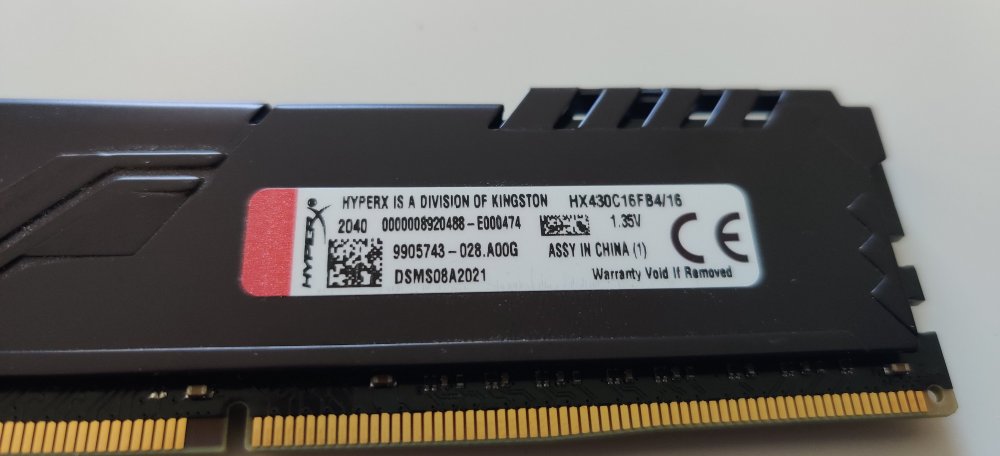 HYPERX IS A DIVISION OF KINGSTON HX430C16FB4/16
2040 0000008920488-E000474 1.35V
9905743-028.A00G ASSY IN CHINA (1)
DSMS08A2021 Warranty Void If Removed
HYPERX
CE